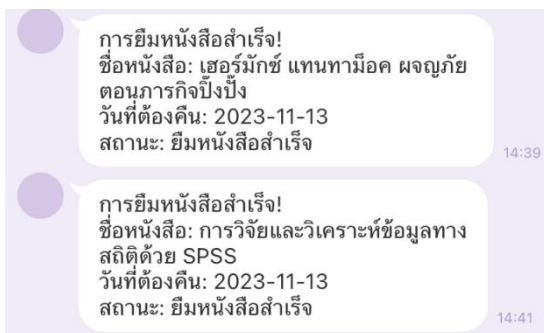 การยืมหนังสือสำเร็จ!
ชื่อหนังสือ: เฮอร์มักซ์ แทนทาม็อค ผจญภัย
ตอนภารกิจปิ๊งปั๊ง
วันที่ต้องคืน: 2023-11-13
สถานะ: ยืมหนังสือสำเร็จ
14:39
การยืมหนังสือสำเร็จ!
ชื่อหนังสือ: การวิจัยและวิเคราะห์ข้อมูลทาง
สถิติด้วย SPSS
วันที่ต้องคืน: 2023-11-13
สถานะ: ยืมหนังสือสำเร็จ
14:41